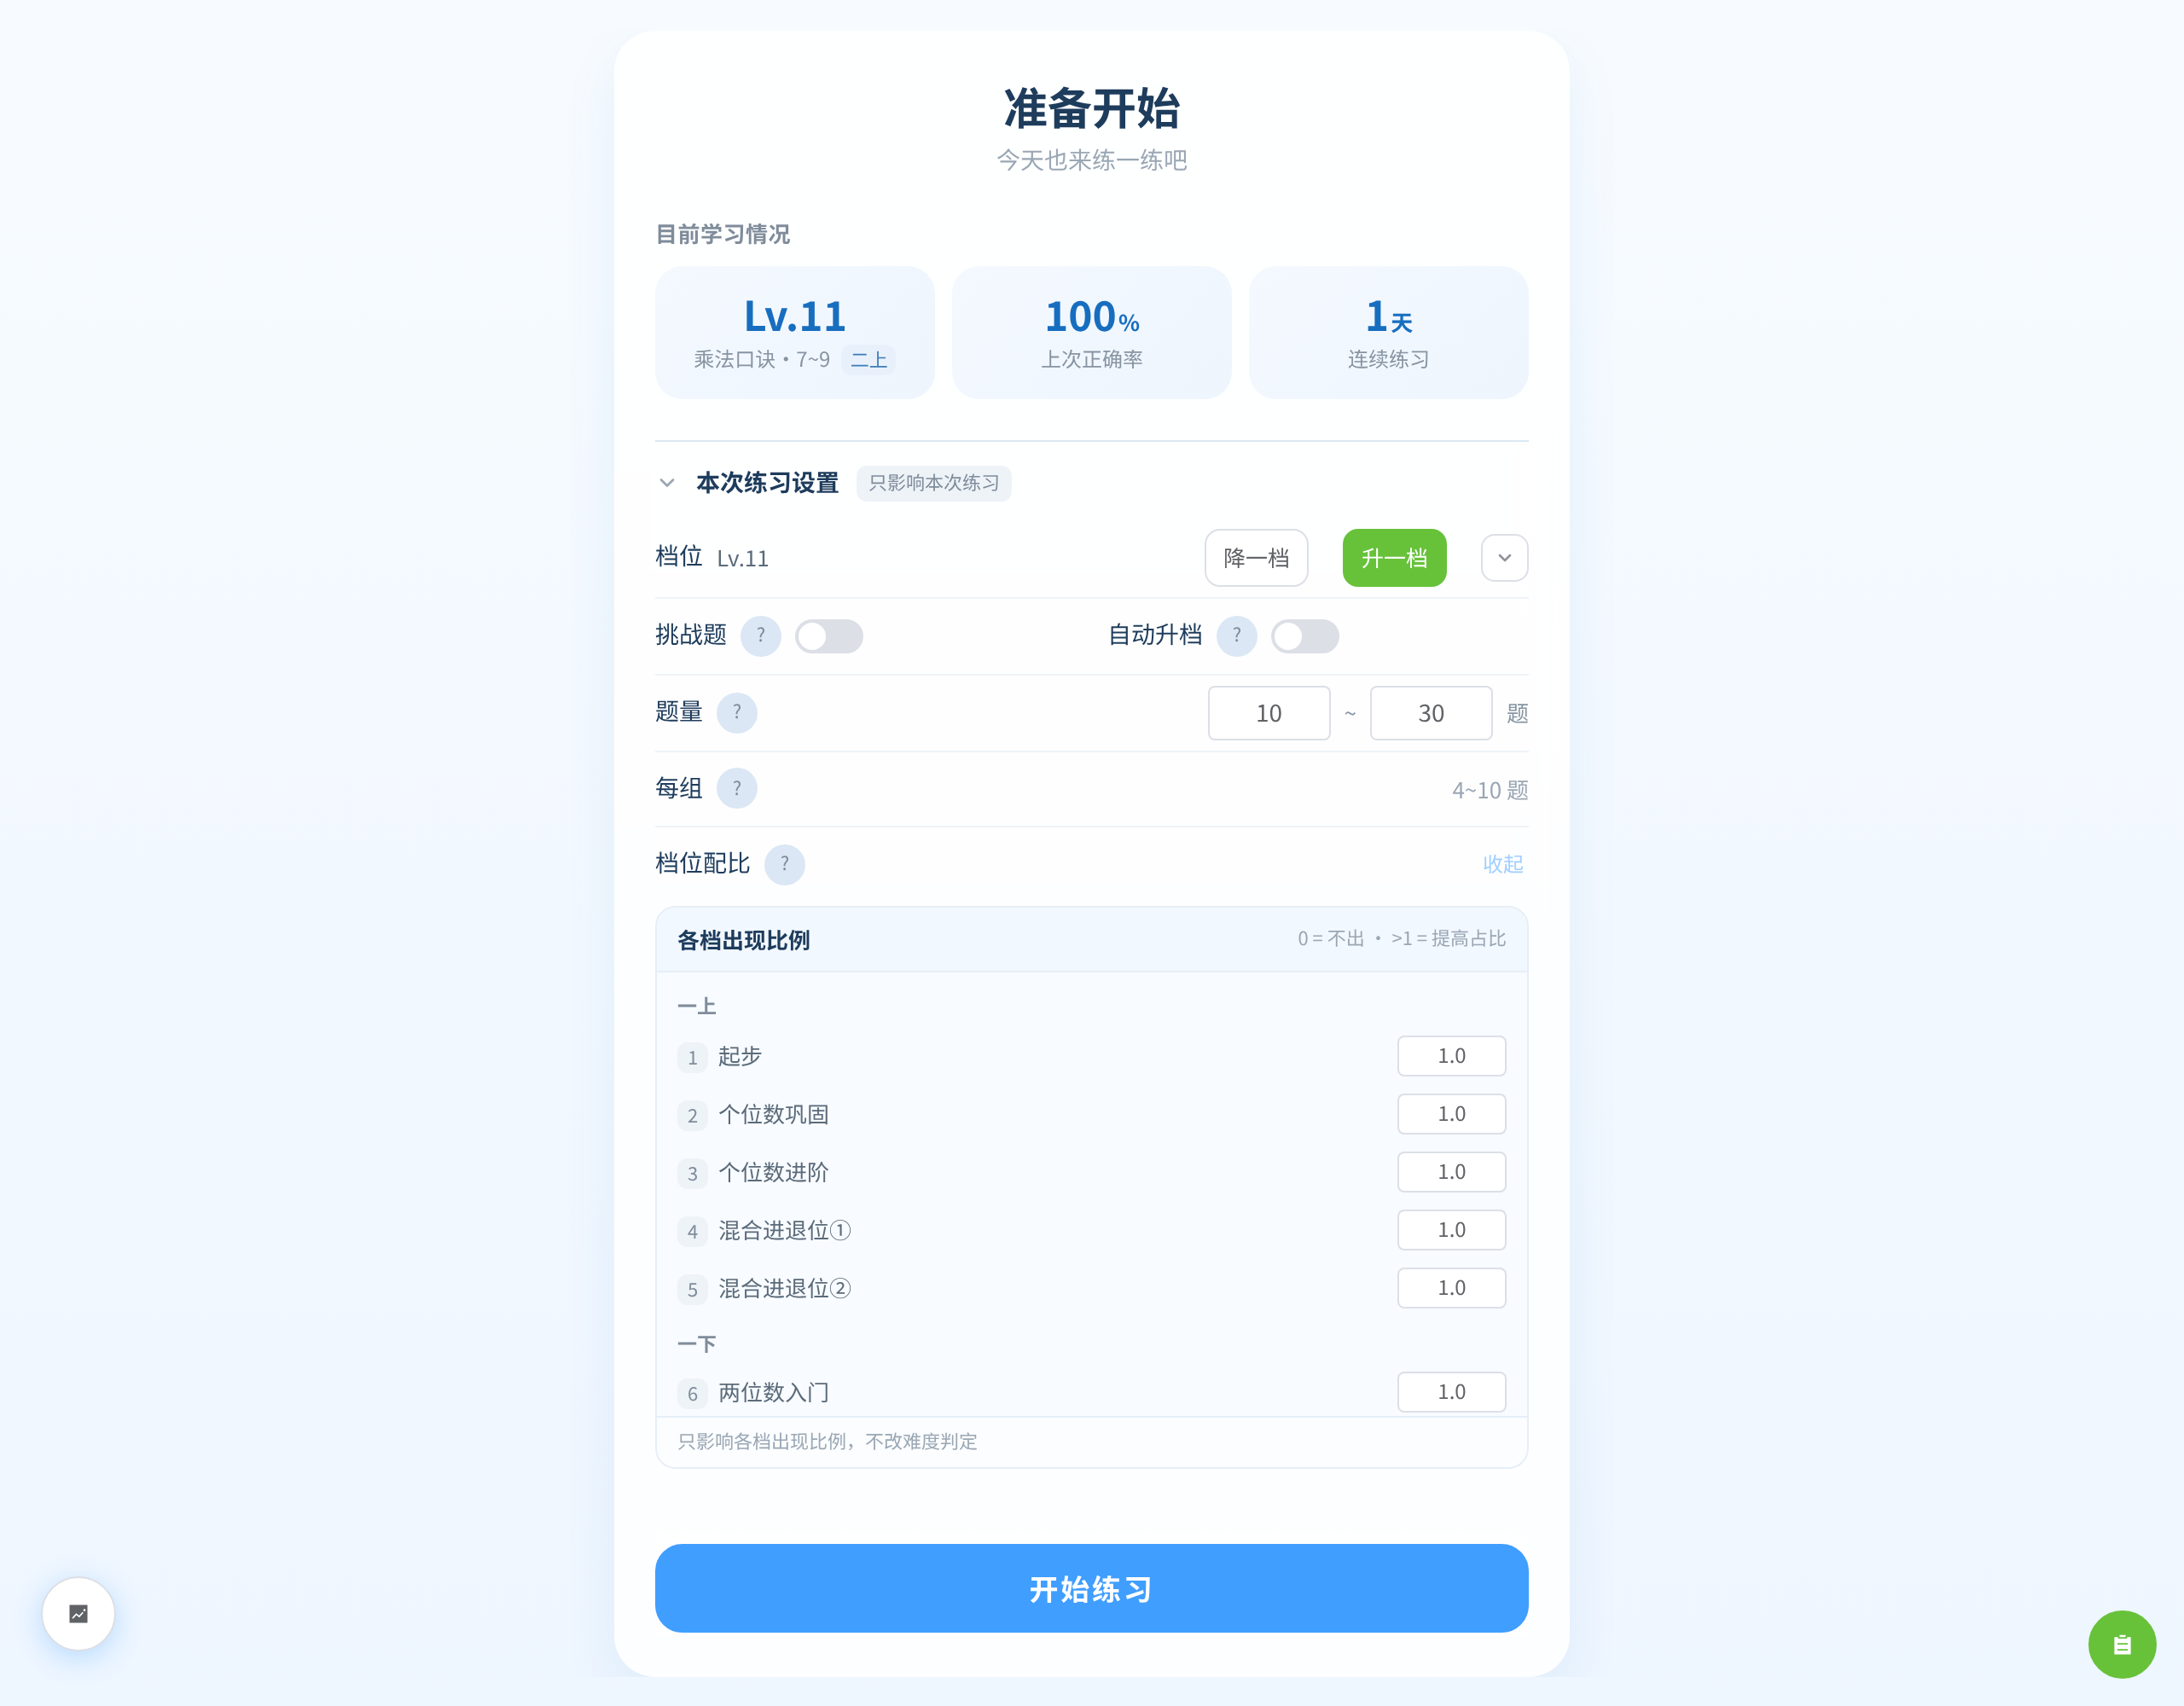 准备开始
今天也来练一练吧
目前学习情况
Lv.11
乘法口诀·7~9 二上
100%
上次正确率
1天
连续练习
本次练习设置 只影响本次练习
档位 Lv.11 降一档 升一档
挑战题 ? 自动升档 ?
题量 ? 10 ~ 30 题
每组 ? 4~10 题
档位配比 ? 收起
各档出现比例 0 = 不出 · >1 = 提高占比
一上
1 起步 1.0
2 个位数巩固 1.0
3 个位数进阶 1.0
4 混合进退位① 1.0
5 混合进退位② 1.0
一下
6 两位数入门 1.0
只影响各档出现比例，不改难度判定
开始练习